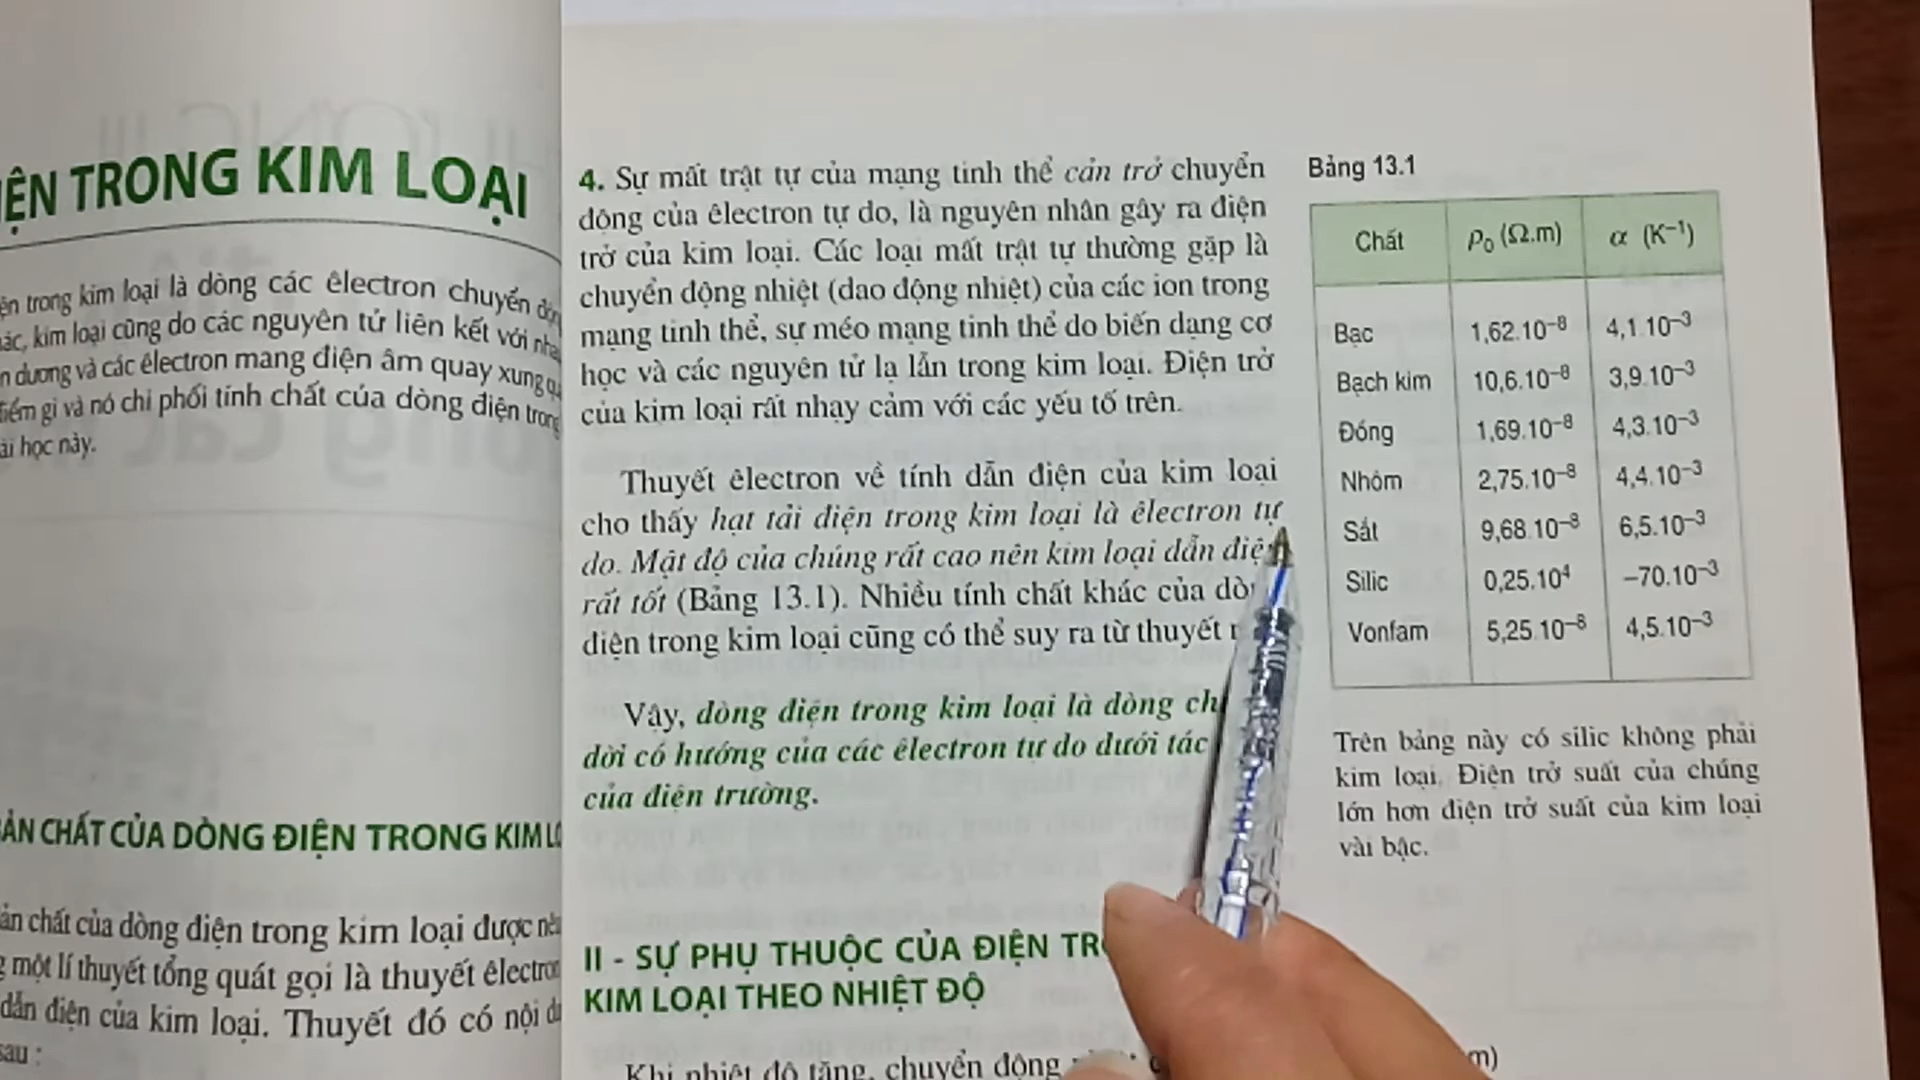 TRONG KIM LOẠI
trong kim loại là dòng các êlectron chuyển
kim loại cũng do các nguyên tử liên kết với
dương và các êlectron mang điện âm quay xung
gì và nó chi phối tính chất của dòng điện trong
học này.
CHẤT CỦA DÒNG ĐIỆN TRONG KIM
chất của dòng điện trong kim loại được
một lí thuyết tổng quát gọi là thuyết êlectron
dẫn điện của kim loại. Thuyết đó có nội
sau :
4. Sự mất trật tự của mạng tinh thể cản trở chuyển
động của êlectron tự do, là nguyên nhân gây ra điện
trở của kim loại. Các loại mất trật tự thường gặp là
chuyển động nhiệt (dao động nhiệt) của các ion trong
mạng tinh thể, sự méo mạng tinh thể do biến dạng cơ
học và các nguyên tử lạ lẫn trong kim loại. Điện trở
của kim loại rất nhạy cảm với các yếu tố trên.
Thuyết êlectron về tính dẫn điện của kim loại
cho thấy hạt tải điện trong kim loại là êlectron tự
do. Mật độ của chúng rất cao nên kim loại dẫn điện
rất tốt (Bảng 13.1). Nhiều tính chất khác của
điện trong kim loại cũng có thể suy ra từ thuyết
Vậy, dòng điện trong kim loại là dòng
dời có hướng của các êlectron tự do dưới tác
của điện trường.
II - SỰ PHỤ THUỘC CỦA ĐIỆN
KIM LOẠI THEO NHIỆT ĐỘ
Khi nhiệt độ tăng, chuyển động
Bảng 13.1
Chất ρ₀ (Ω.m) α (K⁻¹)
Bạc 1,62.10⁻⁸ 4,1.10⁻³
Bạch kim 10,6.10⁻⁸ 3,9.10⁻³
Đồng 1,69.10⁻⁸ 4,3.10⁻³
Nhôm 2,75.10⁻⁸ 4,4.10⁻³
Sắt 9,68.10⁻⁸ 6,5.10⁻³
Silic 0,25.10⁴ –70.10⁻³
Vonfam 5,25.10⁻⁸ 4,5.10⁻³
Trên bảng này có silic không phải
kim loại. Điện trở suất của chúng
lớn hơn điện trở suất của kim loại
vài bậc.